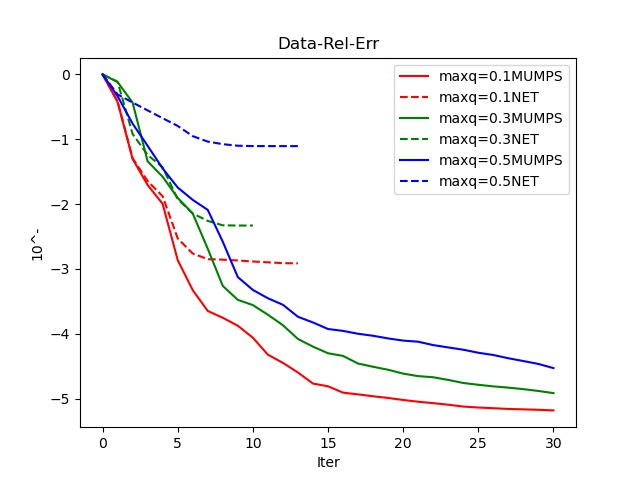 Data-Rel-Err
maxq=0.1MUMPS
maxq=0.1NET
maxq=0.3MUMPS
maxq=0.3NET
maxq=0.5MUMPS
maxq=0.5NET
10^-
0
−1
−2
−3
−4
−5
0 5 10 15 20 25 30
Iter